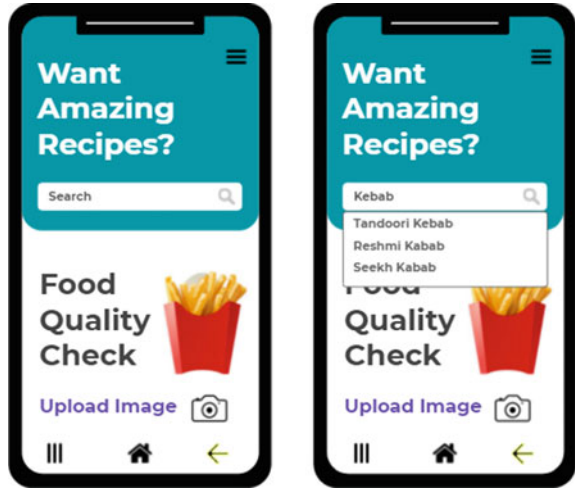 Want
Amazing
Recipes?
Search
Food
Quality
Check
Upload Image
Want
Amazing
Recipes?
Kebab
Tandoori Kebab
Reshmi Kabab
Seekh Kabab
Food
Quality
Check
Upload Image